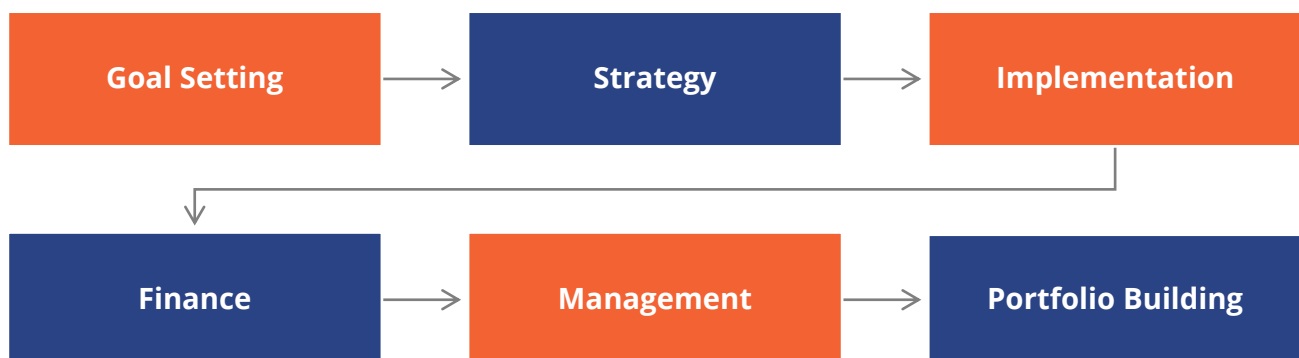 Goal Setting
Strategy
Implementation
Finance
Management
Portfolio Building